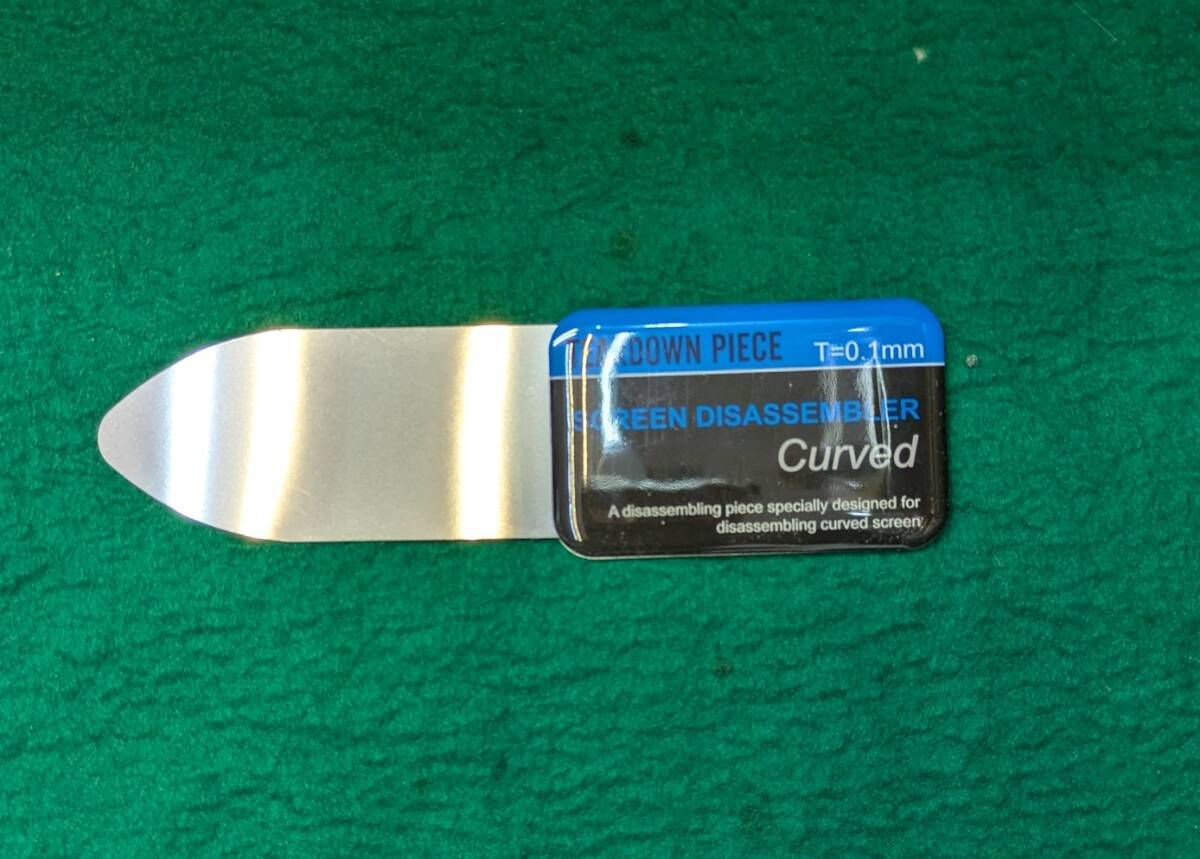 TEARDOWN PIECE T=0.1mm
SCREEN DISASSEMBLER
Curved
A disassembling piece specially designed for
disassembling curved screen